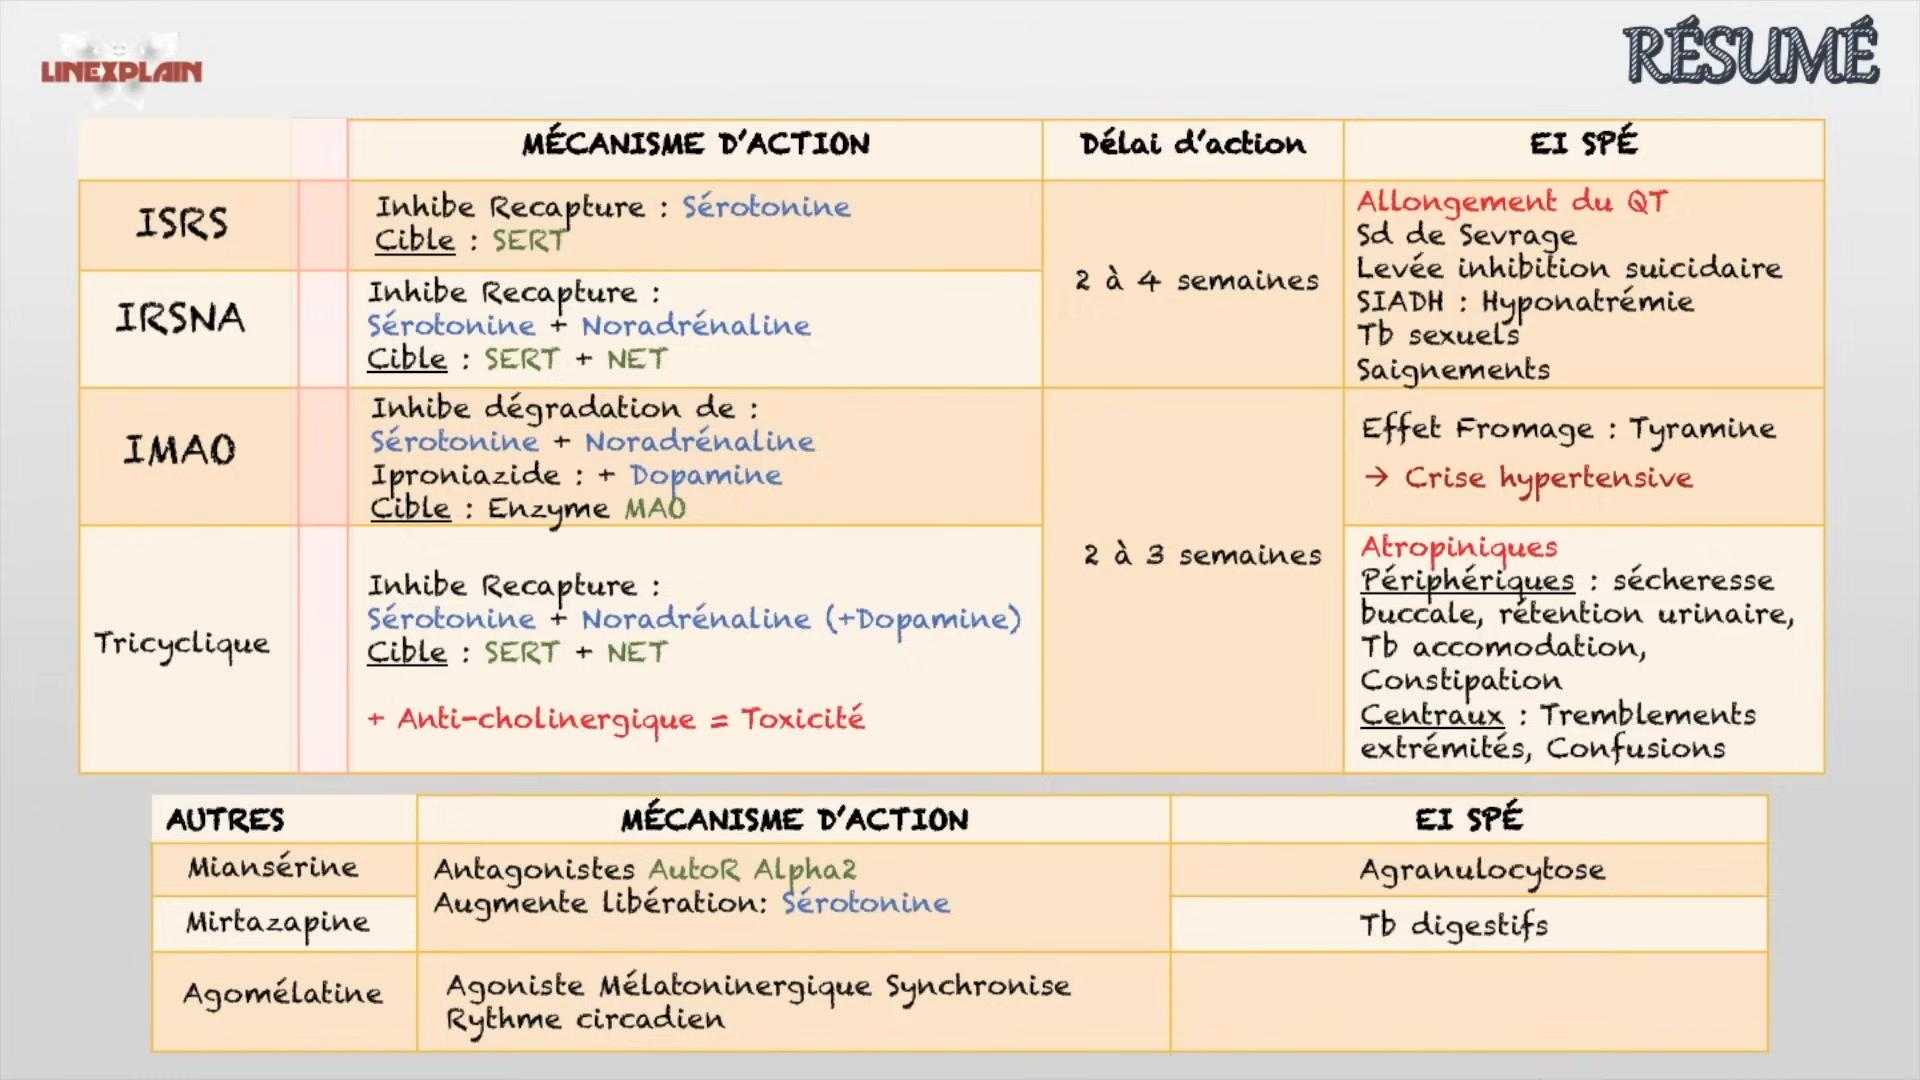 LINEXPLAIN
RÉSUMÉ
MÉCANISME D'ACTION
Délai d'action
EI SPÉ
ISRS
Inhibe Recapture : Sérotonine
Cible : SERT
2 à 4 semaines
Allongement du QT
Sd de Sevrage
Levée inhibition suicidaire
SIADH : Hyponatrémie
Tb sexuels
Saignements
IRSNA
Inhibe Recapture :
Sérotonine + Noradrénaline
Cible : SERT + NET
IMAO
Inhibe dégradation de :
Sérotonine + Noradrénaline
Iproniazide : + Dopamine
Cible : Enzyme MAO
2 à 3 semaines
Effet Fromage : Tyramine
→ Crise hypertensive
Tricyclique
Inhibe Recapture :
Sérotonine + Noradrénaline (+Dopamine)
Cible : SERT + NET
+ Anti-cholinergique = Toxicité
Atropiniques
Périphériques : sécheresse
buccale, rétention urinaire,
Tb accomodation,
Constipation
Centraux : Tremblements
extrémités, Confusions
AUTRES
MÉCANISME D'ACTION
EI SPÉ
Miansérine
Antagonistes AutoR Alpha2
Augmente libération: Sérotonine
Agranulocytose
Mirtazapine
Tb digestifs
Agomélatine
Agoniste Mélatoninergique Synchronise
Rythme circadien